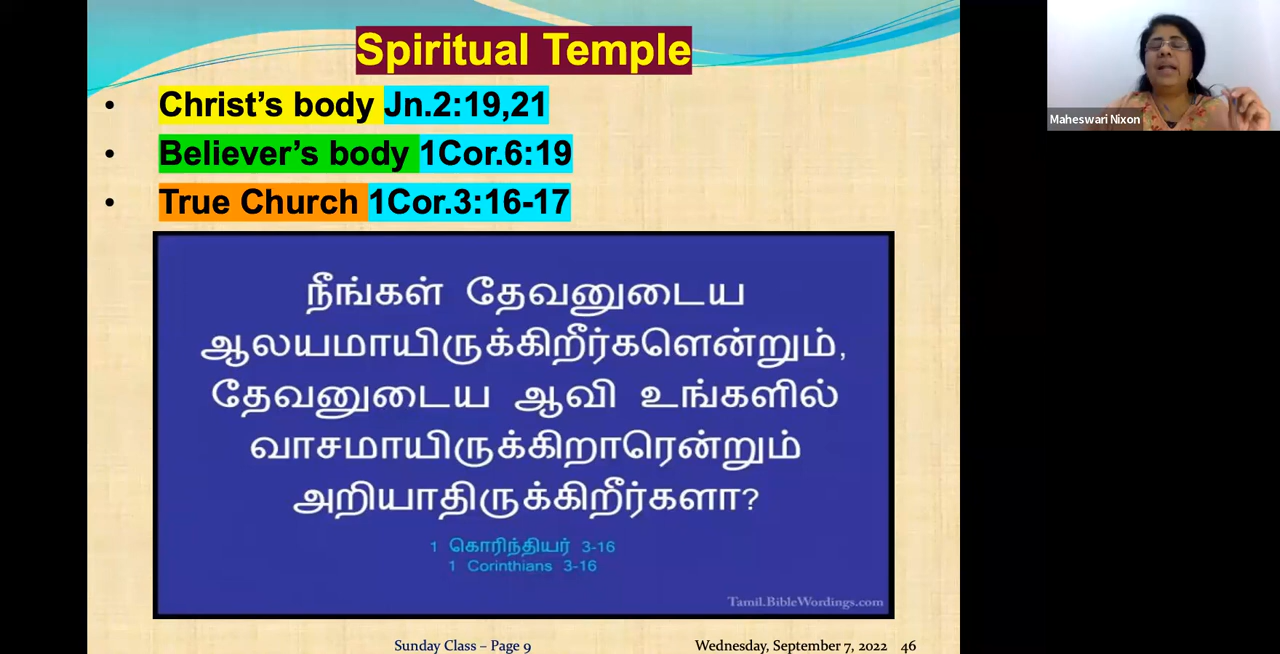 Spiritual Temple
• Christ’s body Jn.2:19,21
• Believer’s body 1Cor.6:19
• True Church 1Cor.3:16-17
நீங்கள் தேவனுடைய
ஆலயமாயிருக்கிறீர்களென்றும்,
தேவனுடைய ஆவி உங்களில்
வாசமாயிருக்கிறாரென்றும்
அறியாதிருக்கிறீர்களா?
1 கொரிந்தியர் 3-16
1 Corinthians 3-16
Tamil.BibleWordings.com
Sunday Class – Page 9
Wednesday, September 7, 2022 46
Maheswari Nixon